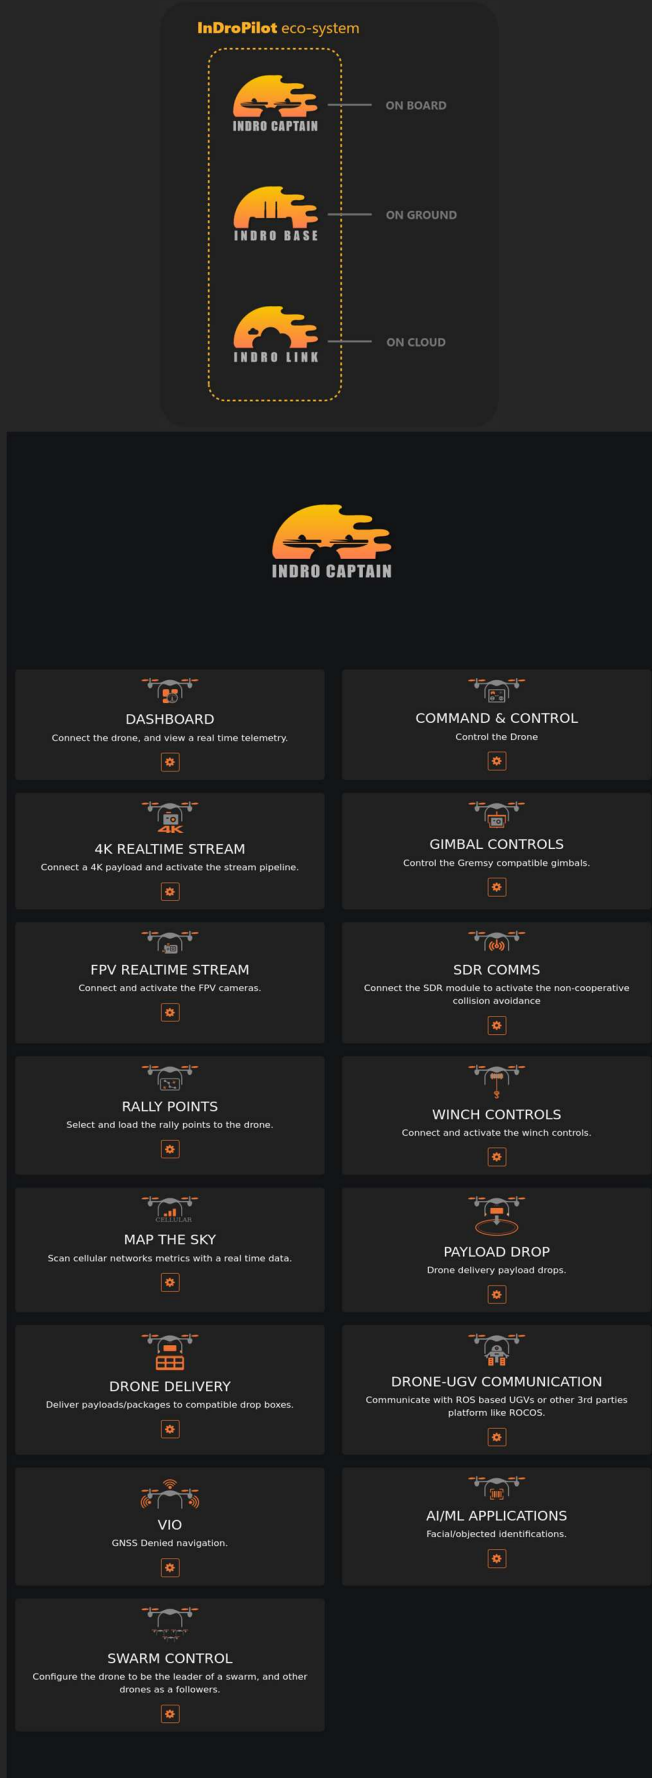 InDroPilot eco-system
INDRO CAPTAIN
ON BOARD
INDRO BASE
ON GROUND
INDRO LINK
ON CLOUD
INDRO CAPTAIN
DASHBOARD
Connect the drone, and view a real time telemetry.
COMMAND & CONTROL
Control the Drone
4K
4K REALTIME STREAM
Connect a 4K payload and activate the stream pipeline.
GIMBAL CONTROLS
Control the Gremsy compatible gimbals.
FPV REALTIME STREAM
Connect and activate the FPV cameras.
SDR COMMS
Connect the SDR module to activate the non-cooperative
collision avoidance
RALLY POINTS
Select and load the rally points to the drone.
WINCH CONTROLS
Connect and activate the winch controls.
CELLULAR
MAP THE SKY
Scan cellular networks metrics with a real time data.
PAYLOAD DROP
Drone delivery payload drops.
DRONE DELIVERY
Deliver payloads/packages to compatible drop boxes.
DRONE-UGV COMMUNICATION
Communicate with ROS based UGVs or other 3rd parties
platform like ROCOS.
VIO
GNSS Denied navigation.
AI/ML APPLICATIONS
Facial/objected identifications.
SWARM CONTROL
Configure the drone to be the leader of a swarm, and other
drones as a followers.